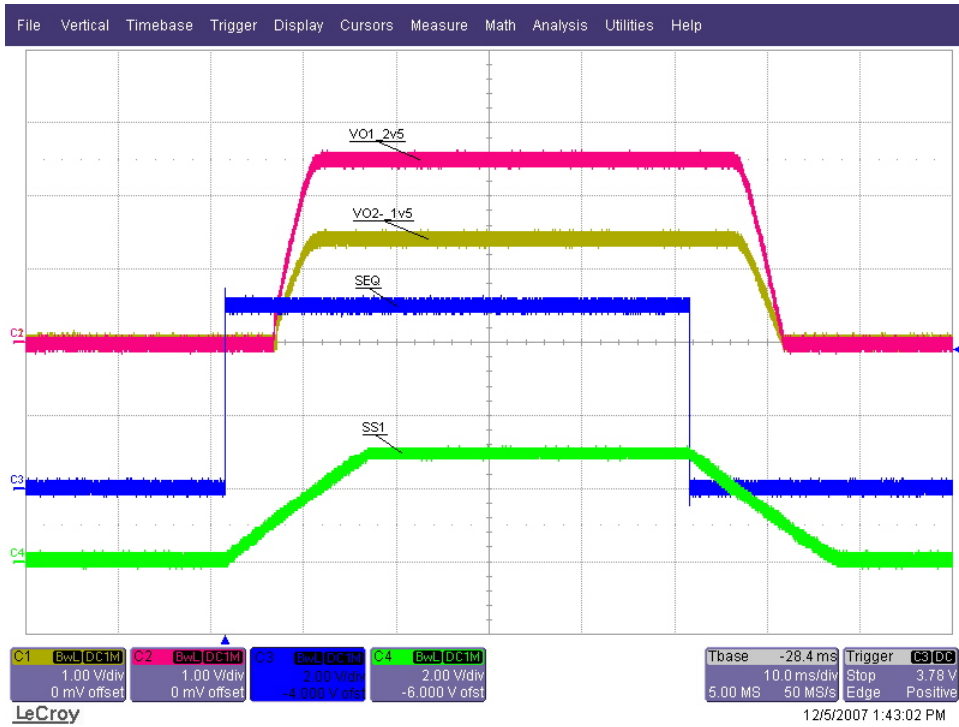 File Vertical Timebase Trigger Display Cursors Measure Math Analysis Utilities Help
VO1_2v5
VO2-_1v5
SEQ
C2
SS1
C3
C4
C1 BwL DC1M
1.00 V/div
0 mV offset
C2 BwL DC1M
1.00 V/div
0 mV offset
C3 BwL DC1M
2.00 V/div
-4.000 V ofst
C4 BwL DC1M
2.00 V/div
-6.000 V ofst
Tbase -28.4 ms
10.0 ms/div
5.00 MS 50 MS/s
Trigger C3 DC
Stop 3.78 V
Edge Positive
LeCroy
12/5/2007 1:43:02 PM